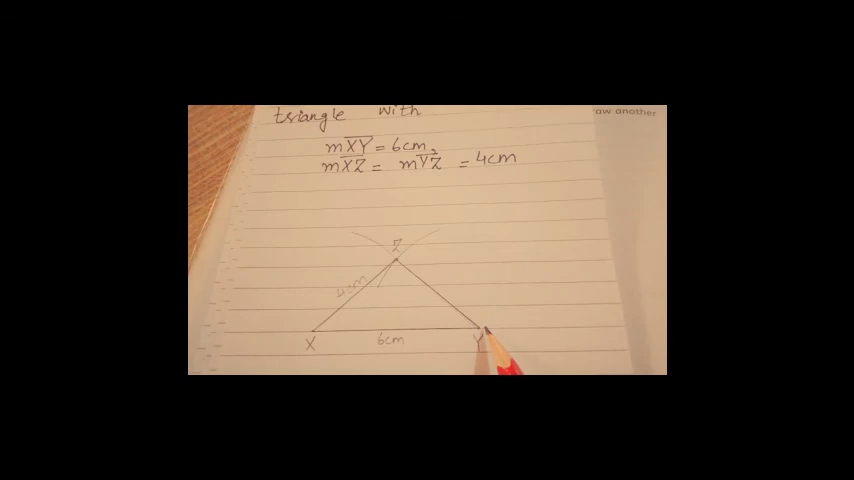 triangle with
raw another
mXY = 6cm,
mXZ = mYZ = 4cm
Z
4cm
X 6cm Y